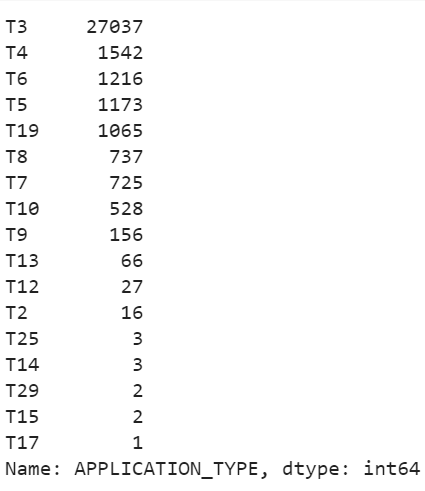 T3 27037
T4 1542
T6 1216
T5 1173
T19 1065
T8 737
T7 725
T10 528
T9 156
T13 66
T12 27
T2 16
T25 3
T14 3
T29 2
T15 2
T17 1
Name: APPLICATION_TYPE, dtype: int64